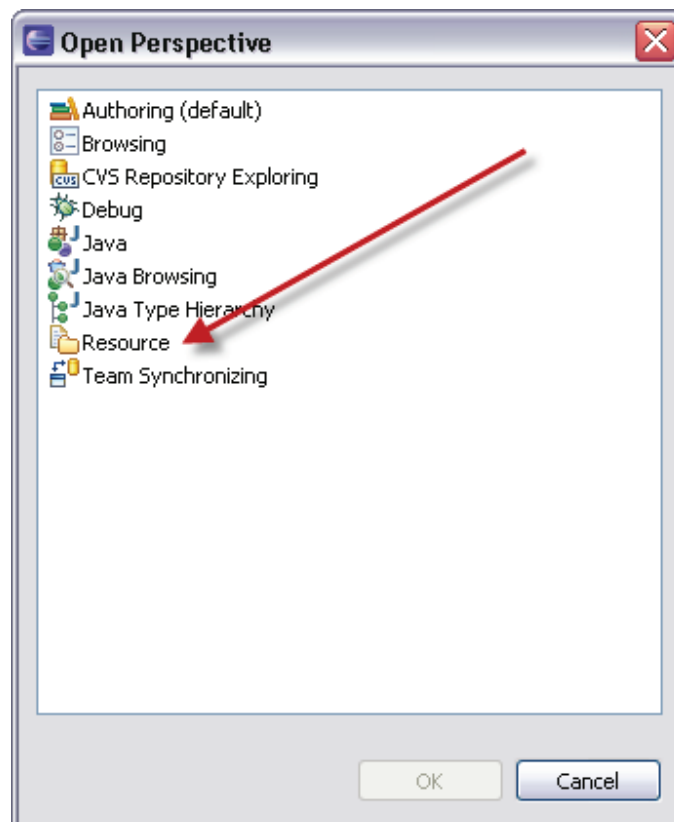 Open Perspective
Authoring (default)
Browsing
CVS Repository Exploring
Debug
Java
Java Browsing
Java Type Hierarchy
Resource
Team Synchronizing
OK
Cancel